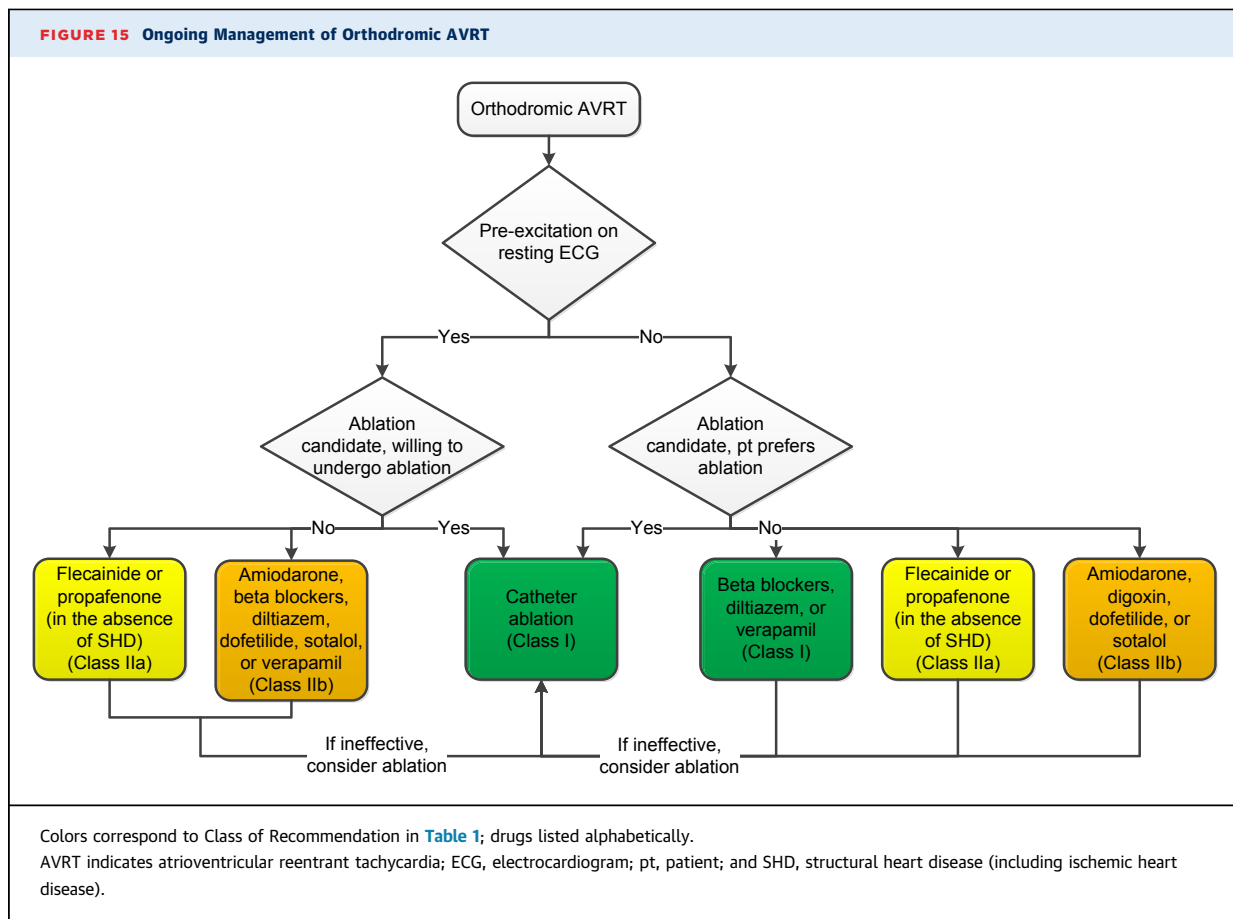 FIGURE 15 Ongoing Management of Orthodromic AVRT
Orthodromic AVRT
Pre-excitation on
resting ECG
Yes
No
Ablation
candidate, willing to
undergo ablation
Ablation
candidate, pt prefers
ablation
No
Yes
Yes
No
Flecainide or
propafenone
(in the absence
of SHD)
(Class IIa)
Amiodarone,
beta blockers,
diltiazem,
dofetilide, sotalol,
or verapamil
(Class IIb)
Catheter
ablation
(Class I)
Beta blockers,
diltiazem, or
verapamil
(Class I)
Flecainide or
propafenone
(in the absence
of SHD)
(Class IIa)
Amiodarone,
digoxin,
dofetilide, or
sotalol
(Class IIb)
If ineffective,
consider ablation
If ineffective,
consider ablation
Colors correspond to Class of Recommendation in Table 1; drugs listed alphabetically.
AVRT indicates atrioventricular reentrant tachycardia; ECG, electrocardiogram; pt, patient; and SHD, structural heart disease (including ischemic heart
disease).